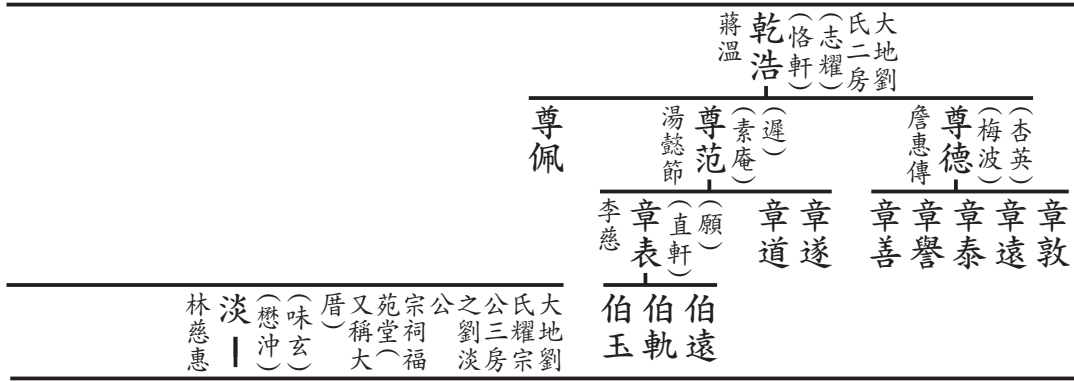 大地劉
氏二房
（志耀）
（恪軒）
乾浩
蔣溫
（杏英）
（梅波）
尊德
詹惠傳
（遲）
（素庵）
尊范
湯懿節
尊佩
章敦
章遠
章泰
章譽
章善
章遂
章道
（願）
（直軒）
章表
李慈
伯遠
伯軌
伯玉
大地劉
氏耀宗
公三房
之劉淡
公
宗祠福
苑堂（
又稱大
厝）
（味玄）
（懋沖）
淡
林慈惠